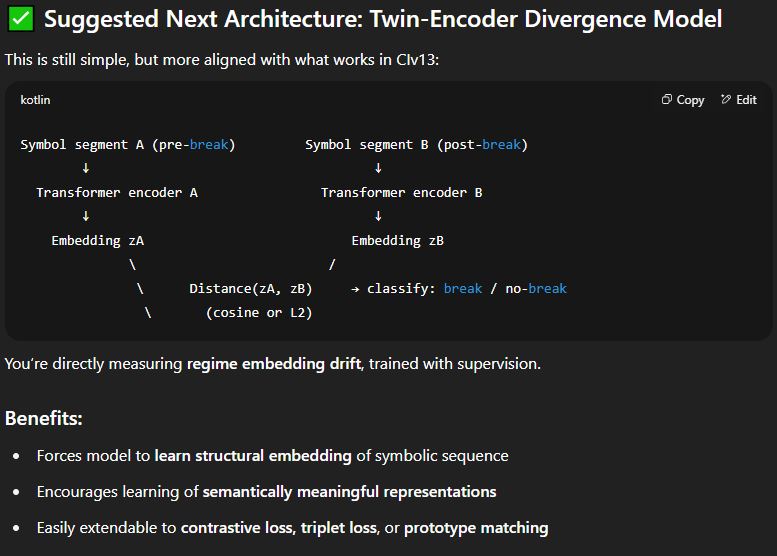 ✅ Suggested Next Architecture: Twin-Encoder Divergence Model
This is still simple, but more aligned with what works in CIv13:
kotlin Copy Edit
Symbol segment A (pre-break) Symbol segment B (post-break)
↓ ↓
Transformer encoder A Transformer encoder B
↓ ↓
Embedding zA Embedding zB
\ /
\ Distance(zA, zB) → classify: break / no-break
\ (cosine or L2)
You’re directly measuring regime embedding drift, trained with supervision.
Benefits:
• Forces model to learn structural embedding of symbolic sequence
• Encourages learning of semantically meaningful representations
• Easily extendable to contrastive loss, triplet loss, or prototype matching